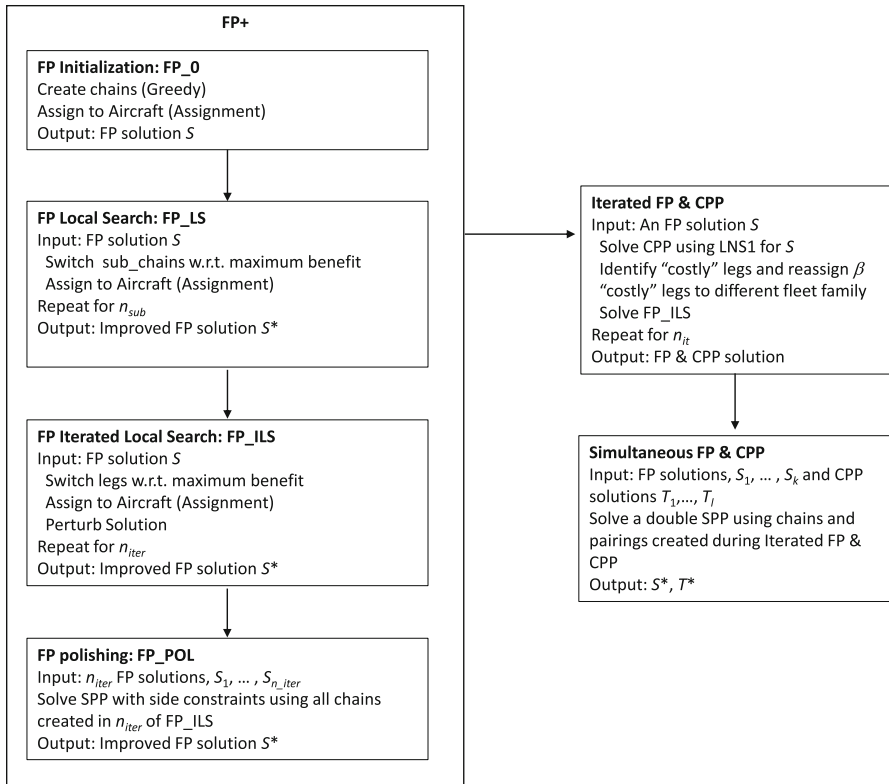 FP+
FP Initialization: FP_0
Create chains (Greedy)
Assign to Aircraft (Assignment)
Output: FP solution S
FP Local Search: FP_LS
Input: FP solution S
Switch sub_chains w.r.t. maximum benefit
Assign to Aircraft (Assignment)
Repeat for n_sub
Output: Improved FP solution S*
FP Iterated Local Search: FP_ILS
Input: FP solution S
Switch legs w.r.t. maximum benefit
Assign to Aircraft (Assignment)
Perturb Solution
Repeat for n_iter
Output: Improved FP solution S*
FP polishing: FP_POL
Input: n_iter FP solutions, S_1, … , S_n_iter
Solve SPP with side constraints using all chains
created in n_iter of FP_ILS
Output: Improved FP solution S*
Iterated FP & CPP
Input: An FP solution S
Solve CPP using LNS1 for S
Identify “costly” legs and reassign β
“costly” legs to different fleet family
Solve FP_ILS
Repeat for n_it
Output: FP & CPP solution
Simultaneous FP & CPP
Input: FP solutions, S_1, … , S_k and CPP
solutions T_1,…, T_l
Solve a double SPP using chains and
pairings created during Iterated FP &
CPP
Output: S*, T*